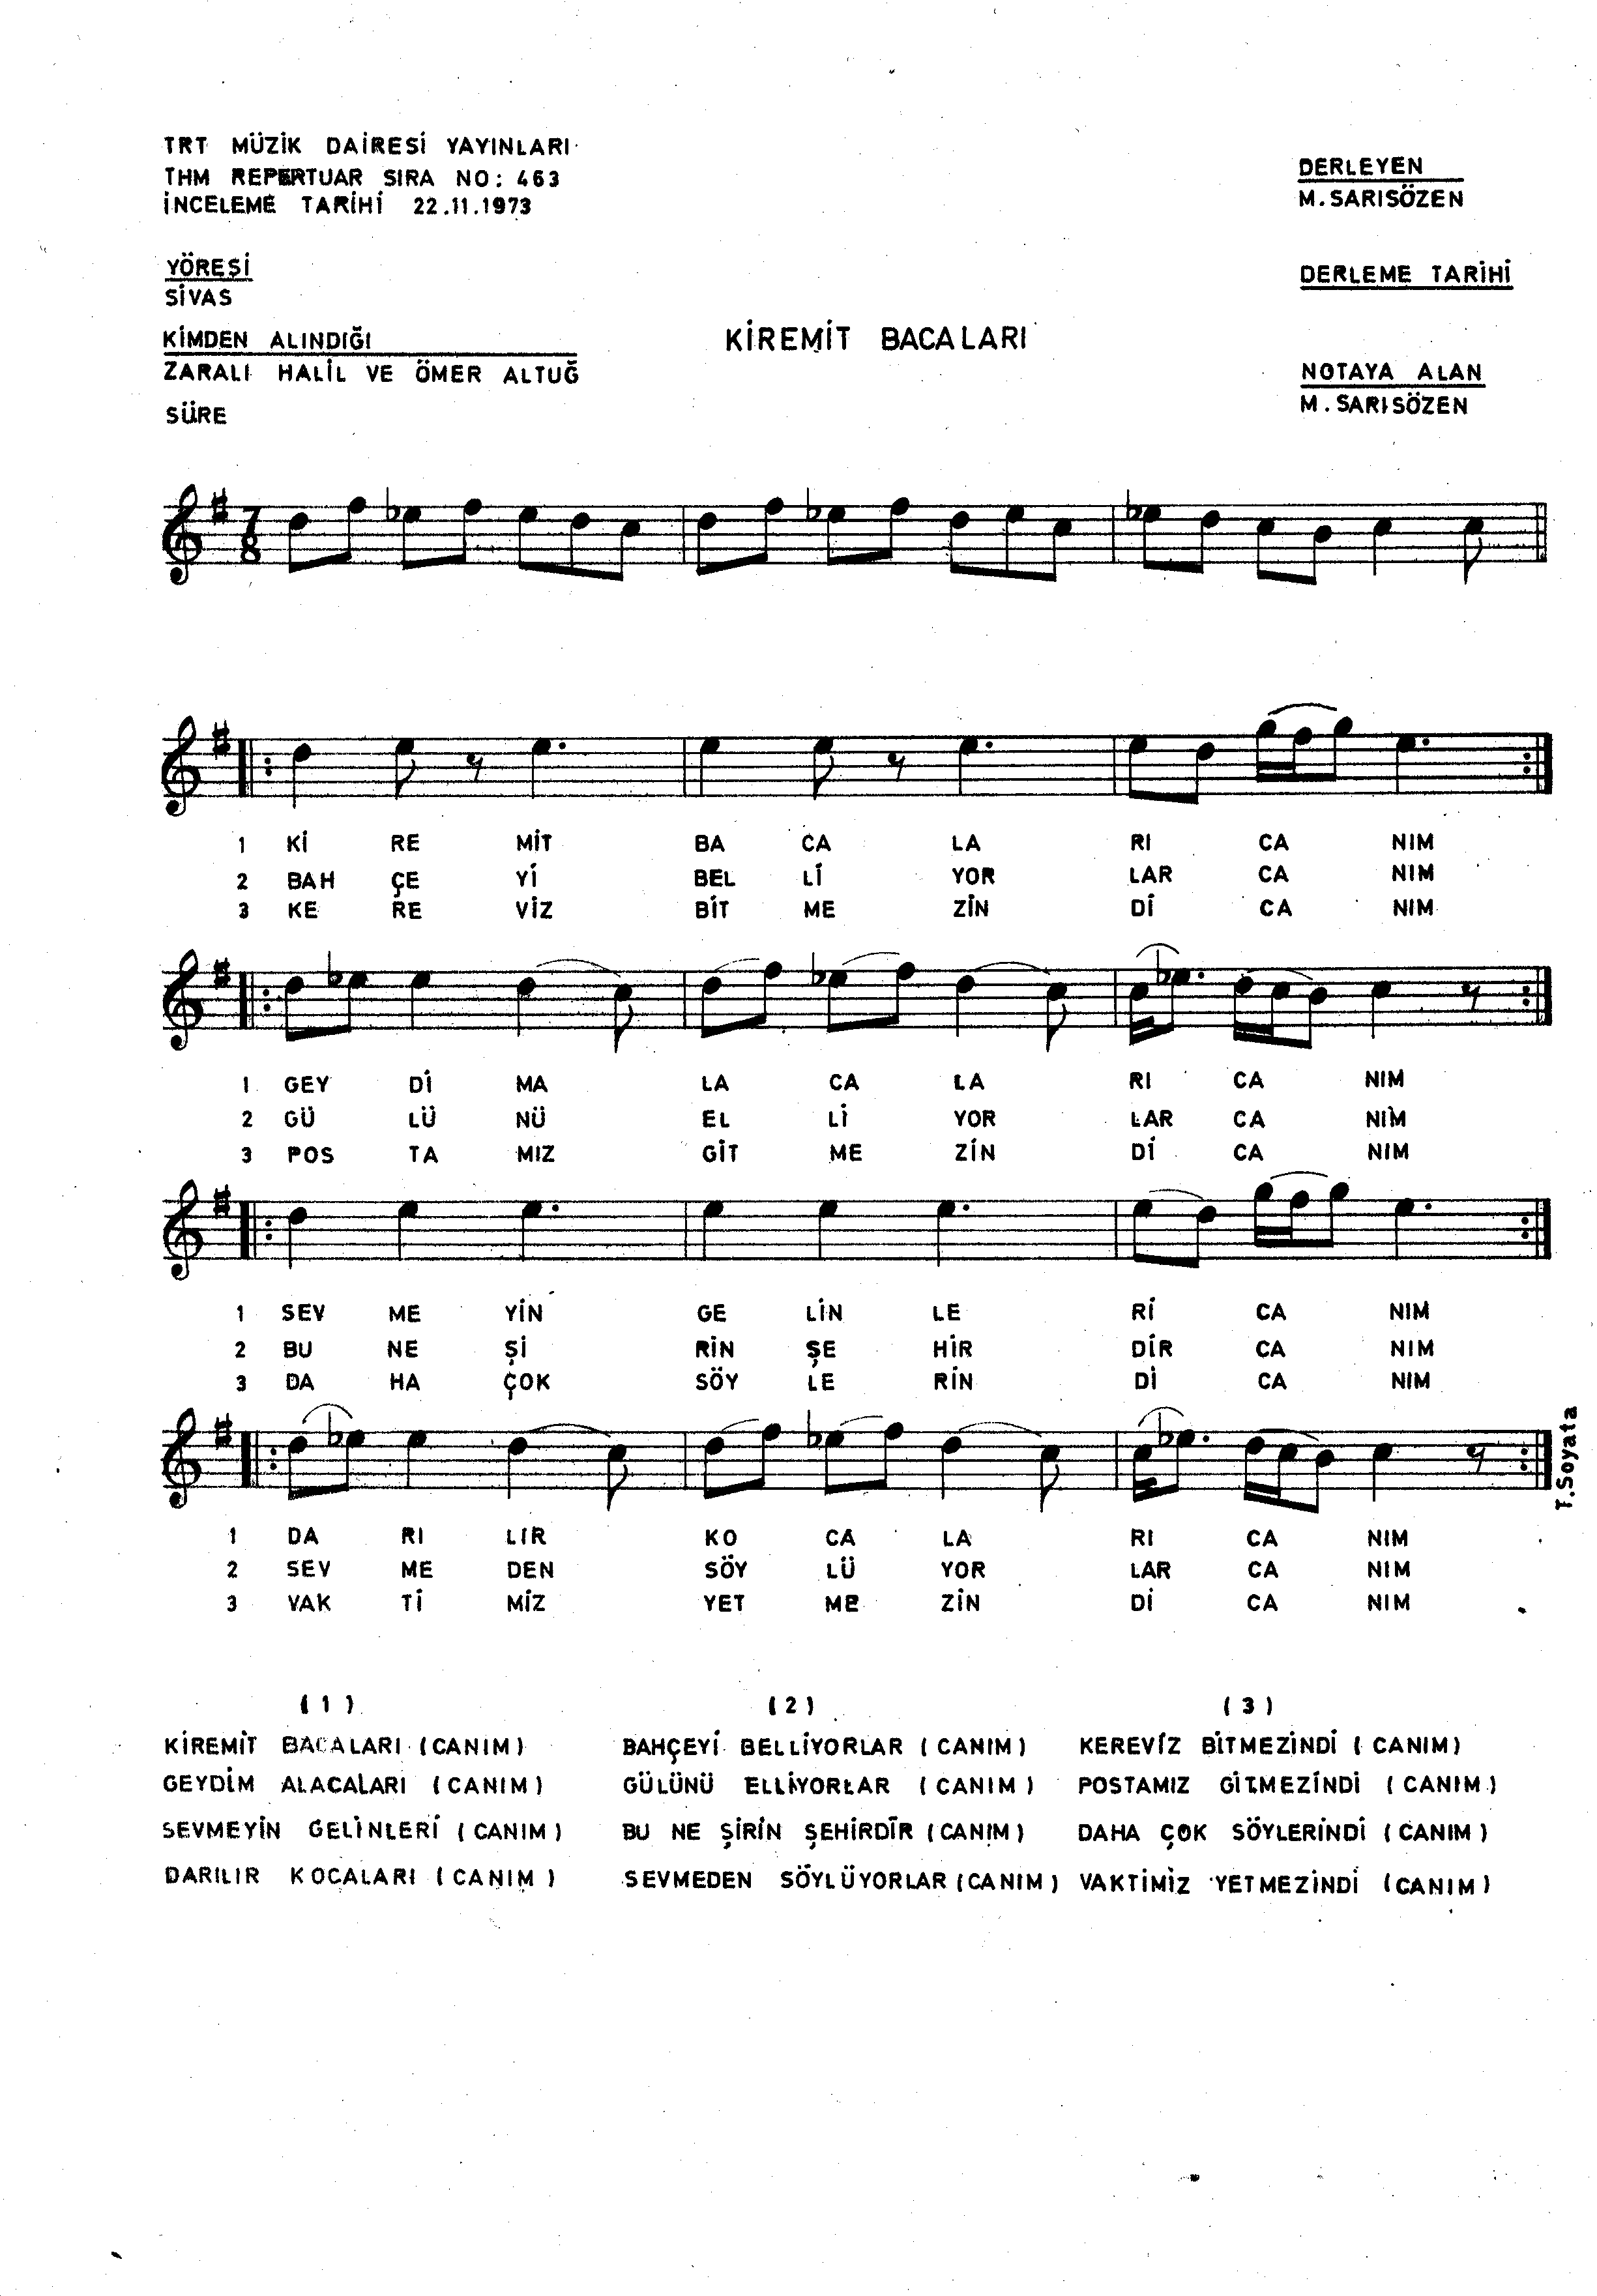 TRT MÜZİK DAİRESİ YAYINLARI
THM REPERTUAR SIRA NO: 463
İNCELEME TARİHİ 22.11.1973
DERLEYEN
M.SARISÖZEN
YÖRESİ
SİVAS
DERLEME TARİHİ
KİMDEN ALINDIĞI
ZARALI HALİL VE ÖMER ALTUĞ
SÜRE
KİREMİT BACALARI
NOTAYA ALAN
M.SARISÖZEN
7
8
1 Kİ RE MİT BA CA LA RI CA NIM
2 BAH ÇE Yİ BEL Lİ YOR LAR CA NIM
3 KE RE VİZ BİT ME ZİN Dİ CA NIM
1 GEY Dİ MA LA CA LA RI CA NIM
2 GÜ LÜ NÜ EL Lİ YOR LAR CA NIM
3 POS TA MIZ GİT ME ZİN Dİ CA NIM
1 SEV ME YİN GE LİN LE Rİ CA NIM
2 BU NE Şİ RİN ŞE HİR DİR CA NIM
3 DA HA ÇOK SÖY LE RİN Dİ CA NIM
T.Soyata
1 DA RI LIR KO CA LA RI CA NIM
2 SEV ME DEN SÖY LÜ YOR LAR CA NIM
3 VAK Tİ MİZ YET ME ZİN Dİ CA NIM
(1)
KİREMİT BACALARI (CANIM)
GEYDİM ALACALARI (CANIM)
SEVMEYİN GELİNLERİ (CANIM)
DARILIR KOCALARI (CANIM)
(2)
BAHÇEYİ BELLİYORLAR (CANIM)
GÜLÜNÜ ELLİYORLAR (CANIM)
BU NE ŞİRİN ŞEHİRDİR (CANIM)
SEVMEDEN SÖYLÜYORLAR (CANIM)
(3)
KEREVİZ BİTMEZİNDİ (CANIM)
POSTAMIZ GİTMEZİNDİ (CANIM)
DAHA ÇOK SÖYLERİNDİ (CANIM)
VAKTİMİZ YETMEZİNDİ (CANIM)